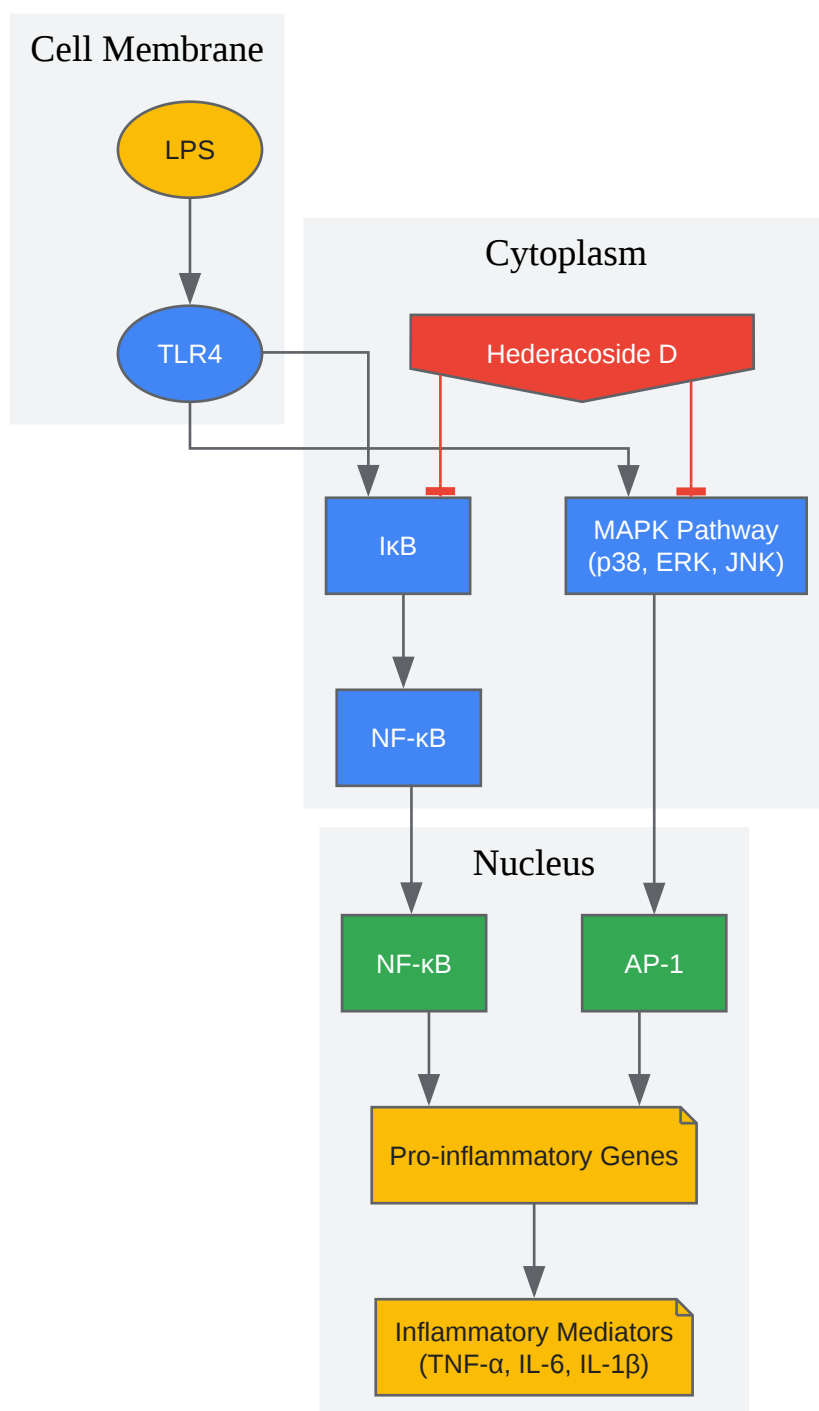 Cell Membrane
LPS
TLR4
Cytoplasm
Hederacoside D
IκB
MAPK Pathway
(p38, ERK, JNK)
NF-κB
Nucleus
NF-κB
AP-1
Pro-inflammatory Genes
Inflammatory Mediators
(TNF-α, IL-6, IL-1β)